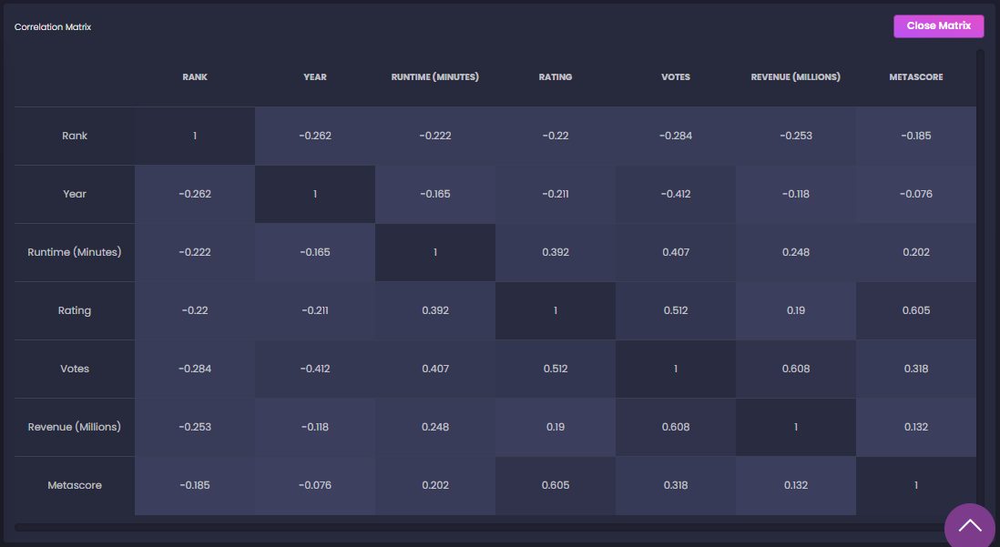 Correlation Matrix
Close Matrix
RANK YEAR RUNTIME (MINUTES) RATING VOTES REVENUE (MILLIONS) METASCORE
Rank 1 -0.262 -0.222 -0.22 -0.284 -0.253 -0.185
Year -0.262 1 -0.165 -0.211 -0.412 -0.118 -0.076
Runtime (Minutes) -0.222 -0.165 1 0.392 0.407 0.248 0.202
Rating -0.22 -0.211 0.392 1 0.512 0.19 0.605
Votes -0.284 -0.412 0.407 0.512 1 0.608 0.318
Revenue (Millions) -0.253 -0.118 0.248 0.19 0.608 1 0.132
Metascore -0.185 -0.076 0.202 0.605 0.318 0.132 1